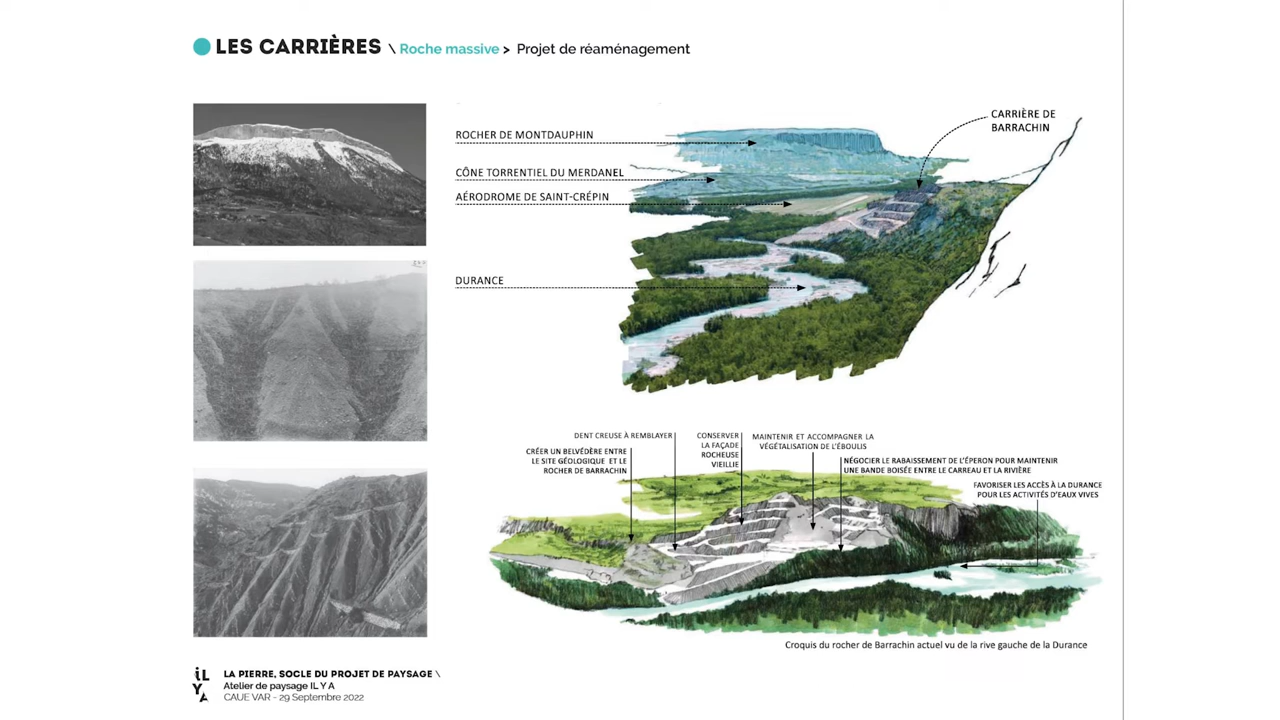 LES CARRIÈRES \ Roche massive > Projet de réaménagement
CARRIÈRE DE
BARRACHIN
ROCHER DE MONTDAUPHIN
CÔNE TORRENTIEL DU MERDANEL
AÉRODROME DE SAINT-CRÉPIN
DURANCE
DENT CREUSE À REMBLAYER
CRÉER UN BELVÉDÈRE ENTRE
LE SITE GÉOLOGIQUE ET LE
ROCHER DE BARRACHIN
CONSERVER
LA FAÇADE
ROCHEUSE
VIEILLIE
MAINTENIR ET ACCOMPAGNER LA
VÉGÉTALISATION DE L'ÉBOULIS
NÉGOCIER LE RABAISSEMENT DE L'ÉPERON POUR MAINTENIR
UNE BANDE BOISÉE ENTRE LE CARREAU ET LA RIVIÈRE
FAVORISER LES ACCÈS À LA DURANCE
POUR LES ACTIVITÉS D'EAUX VIVES
Croquis du rocher de Barrachin actuel vu de la rive gauche de la Durance
iL
YA
LA PIERRE, SOCLE DU PROJET DE PAYSAGE \
Atelier de paysage IL Y A
CAUE VAR - 29 Septembre 2022